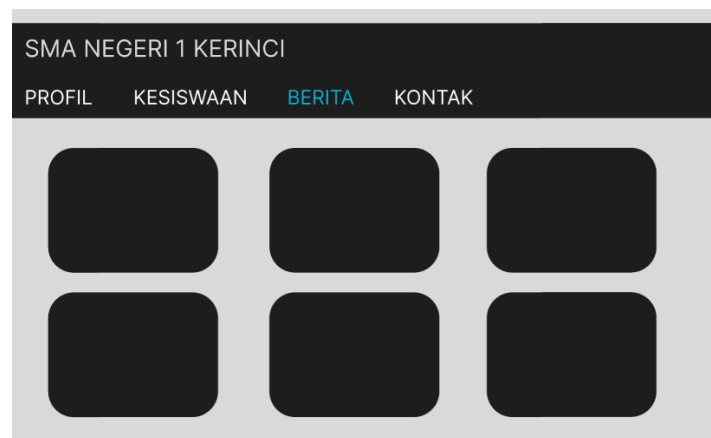 SMA NEGERI 1 KERINCI
PROFIL KESISWAAN BERITA KONTAK